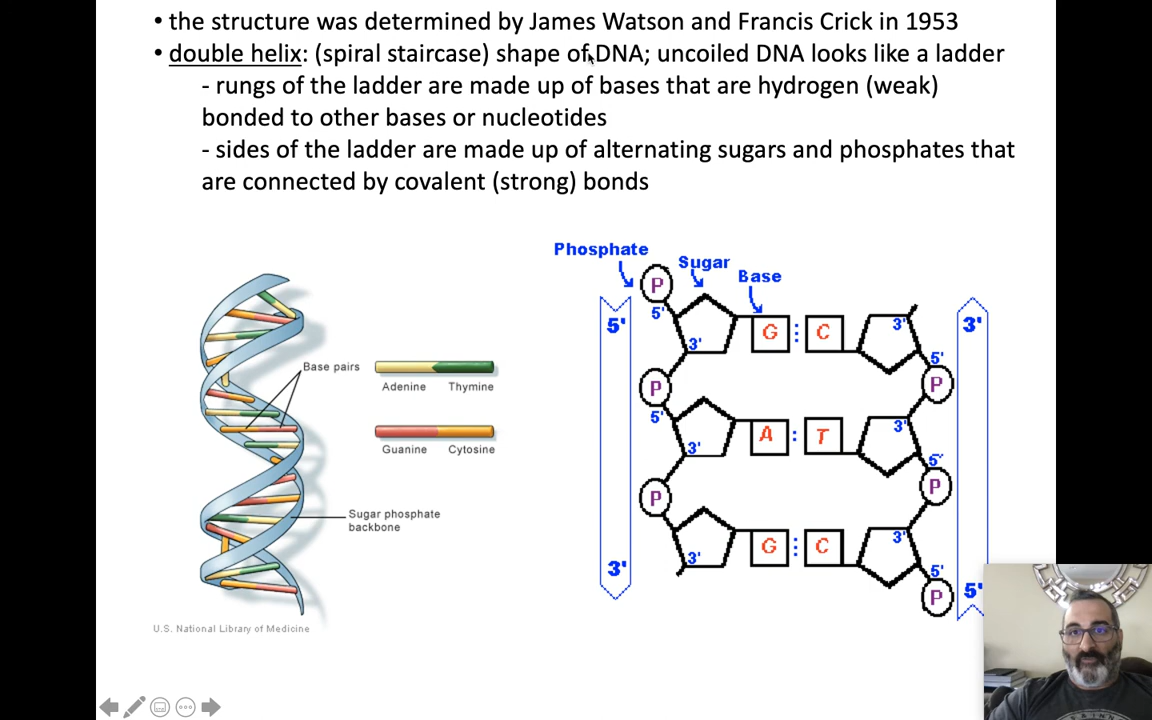 • the structure was determined by James Watson and Francis Crick in 1953
• double helix: (spiral staircase) shape of DNA; uncoiled DNA looks like a ladder
- rungs of the ladder are made up of bases that are hydrogen (weak)
bonded to other bases or nucleotides
- sides of the ladder are made up of alternating sugars and phosphates that
are connected by covalent (strong) bonds
Base pairs
Adenine Thymine
Guanine Cytosine
Sugar phosphate
backbone
U.S. National Library of Medicine
Phosphate
Sugar
Base
P
5' 5' 3' G : C 3' 3'
5'
P P
5' 3' A : T 3'
5'
P P
3' 3' G : C 3'
5' 5'
P